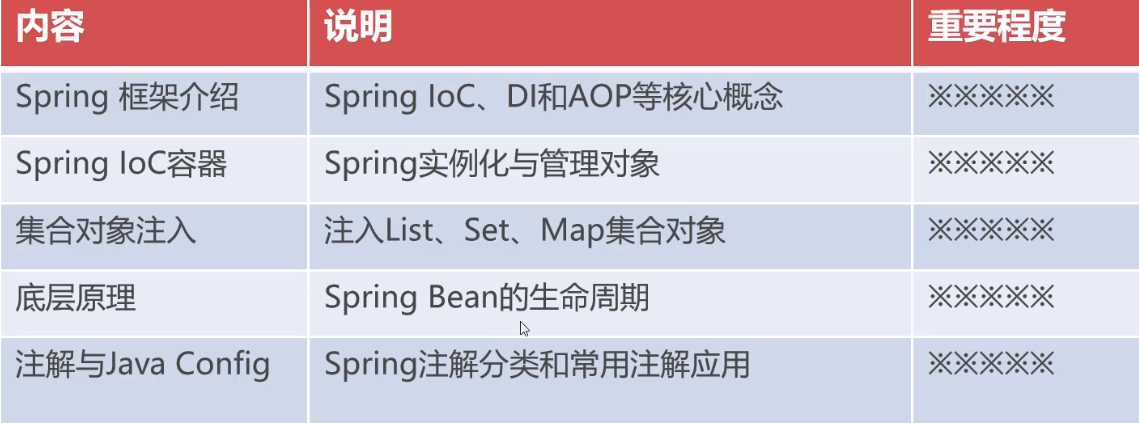 内容 说明 重要程度
Spring 框架介绍 Spring IoC、DI和AOP等核心概念 ※※※※※
Spring IoC容器 Spring实例化与管理对象 ※※※※※
集合对象注入 注入List、Set、Map集合对象 ※※※※※
底层原理 Spring Bean的生命周期 ※※※※※
注解与Java Config Spring注解分类和常用注解应用 ※※※※※